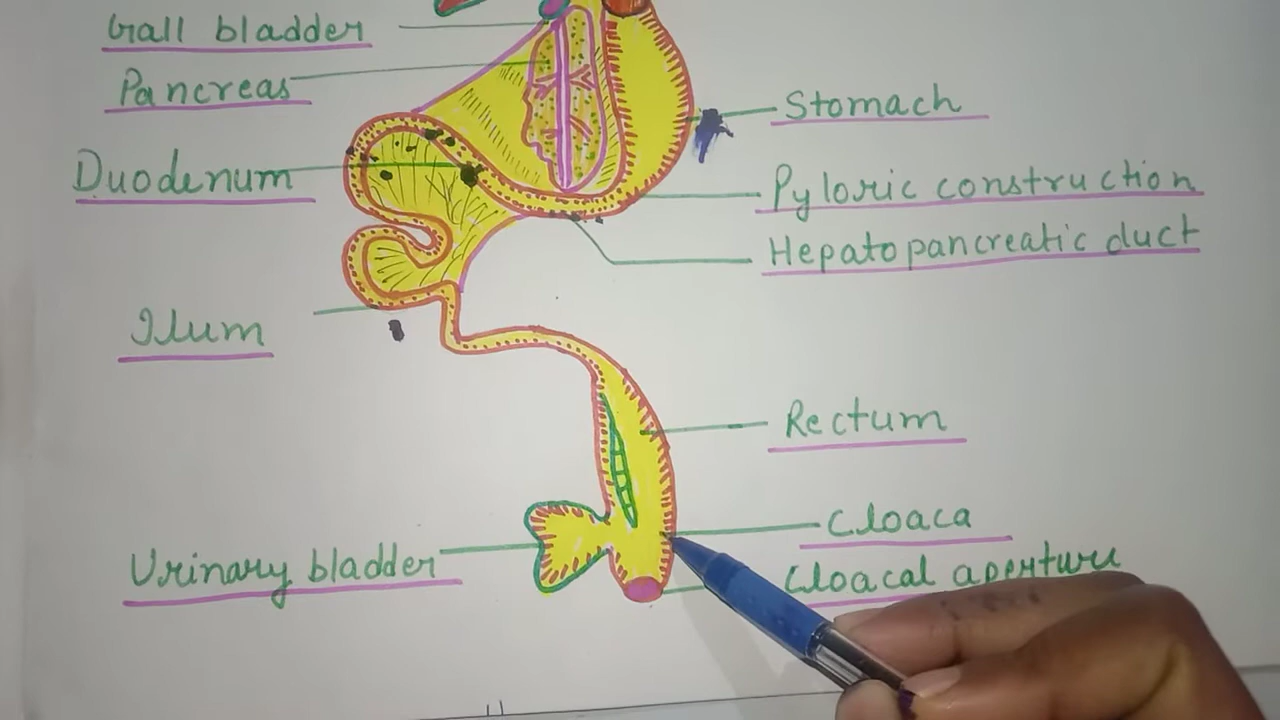 Gall bladder
Pancreas
Stomach
Duodenum
Pyloric construction
Hepatopancreatic duct
Ilum
Rectum
Cloaca
Urinary bladder
Cloacal aperture